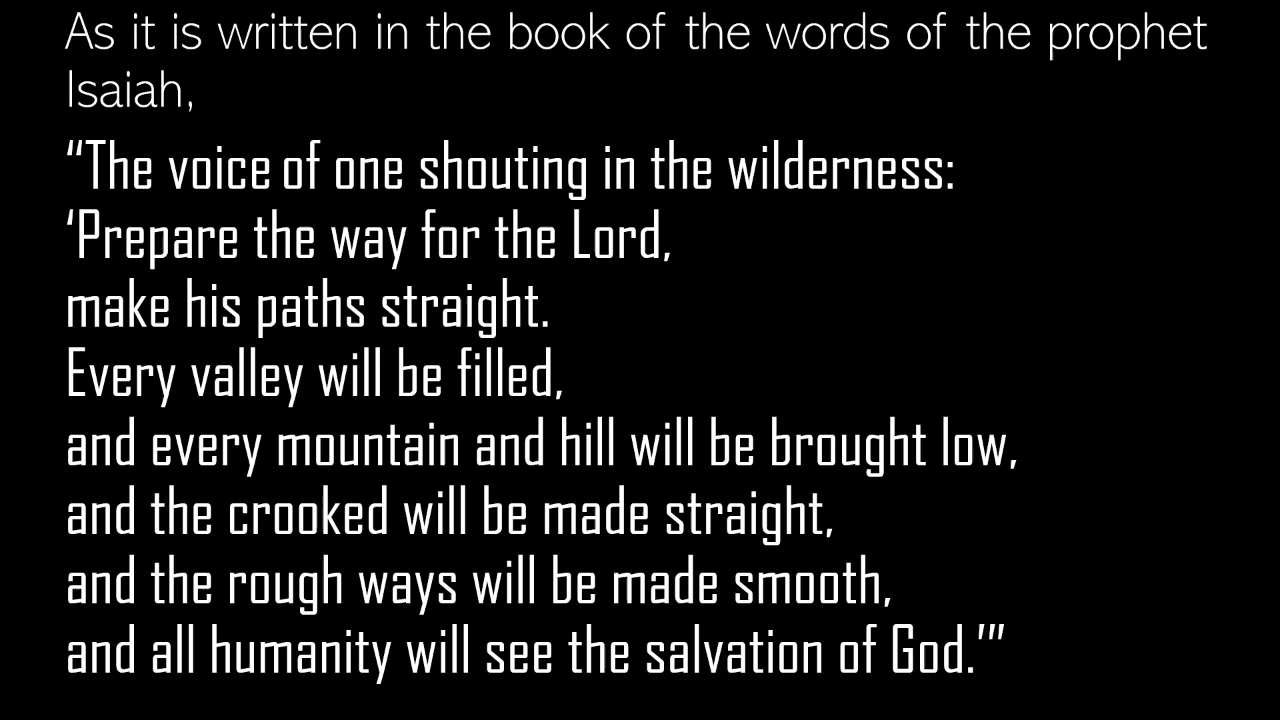 As it is written in the book of the words of the prophet
Isaiah,
“The voice of one shouting in the wilderness:
‘Prepare the way for the Lord,
make his paths straight.
Every valley will be filled,
and every mountain and hill will be brought low,
and the crooked will be made straight,
and the rough ways will be made smooth,
and all humanity will see the salvation of God.’”